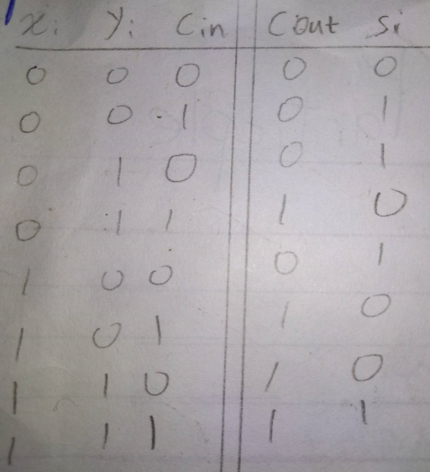 xi yi Cin Cout si
0 0 0 0 0
0 0 1 0 1
0 1 0 0 1
0 1 1 1 0
1 0 0 0 1
1 0 1 1 0
1 1 0 1 0
1 1 1 1 1